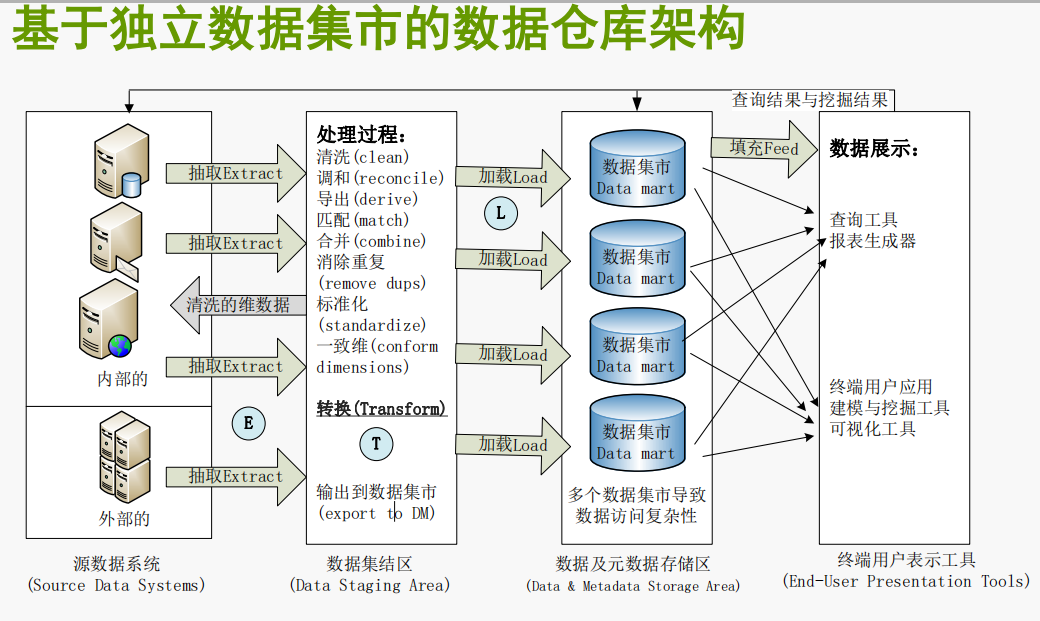 基于独立数据集市的数据仓库架构
查询结果与挖掘结果
抽取Extract
抽取Extract
清洗的维数据
内部的
抽取Extract
E
抽取Extract
外部的
源数据系统
(Source Data Systems)
处理过程：
清洗(clean)
调和(reconcile)
导出(derive)
匹配(match)
合并(combine)
消除重复
(remove dups)
标准化
(standardize)
一致维(conform
dimensions)
转换(Transform)
T
输出到数据集市
(export to DM)
数据集结区
(Data Staging Area)
加载Load
L
加载Load
加载Load
加载Load
数据集市
Data mart
数据集市
Data mart
数据集市
Data mart
数据集市
Data mart
多个数据集市导致
数据访问复杂性
数据及元数据存储区
(Data & Metadata Storage Area)
填充Feed
数据展示：
查询工具
报表生成器
终端用户应用
建模与挖掘工具
可视化工具
终端用户表示工具
(End-User Presentation Tools)